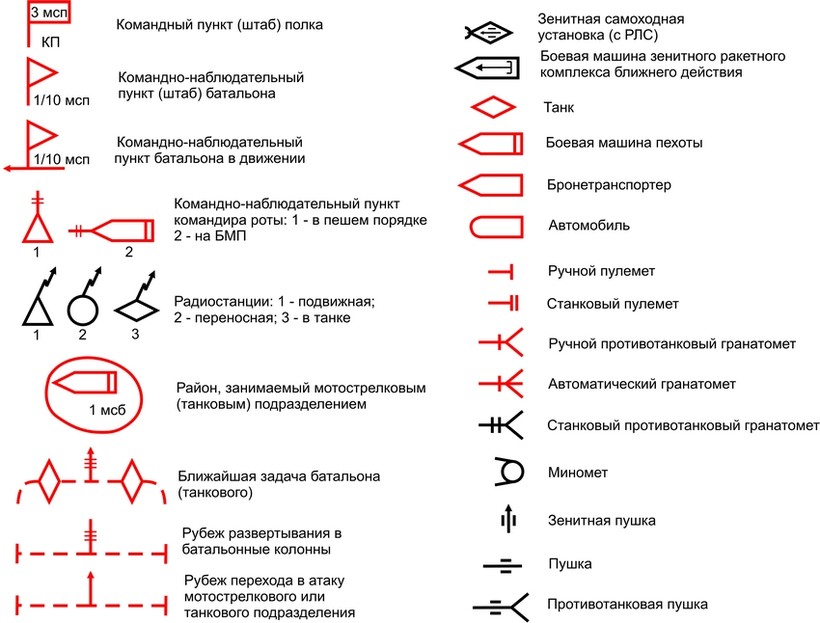 3 мсп
КП
Командный пункт (штаб) полка
1/10 мсп
Командно-наблюдательный
пункт (штаб) батальона
1/10 мсп
Командно-наблюдательный
пункт батальона в движении
1
2
Командно-наблюдательный пункт
командира роты: 1 - в пешем порядке
2 - на БМП
1
2
3
Радиостанции: 1 - подвижная;
2 - переносная; 3 - в танке
1 мсб
Район, занимаемый мотострелковым
(танковым) подразделением
Ближайшая задача батальона
(танкового)
Рубеж развертывания в
батальонные колонны
Рубеж перехода в атаку
мотострелкового или
танкового подразделения
Зенитная самоходная
установка (с РЛС)
Боевая машина зенитного ракетного
комплекса ближнего действия
Танк
Боевая машина пехоты
Бронетранспортер
Автомобиль
Ручной пулемет
Станковый пулемет
Ручной противотанковый гранатомет
Автоматический гранатомет
Станковый противотанковый гранатомет
Миномет
Зенитная пушка
Пушка
Противотанковая пушка